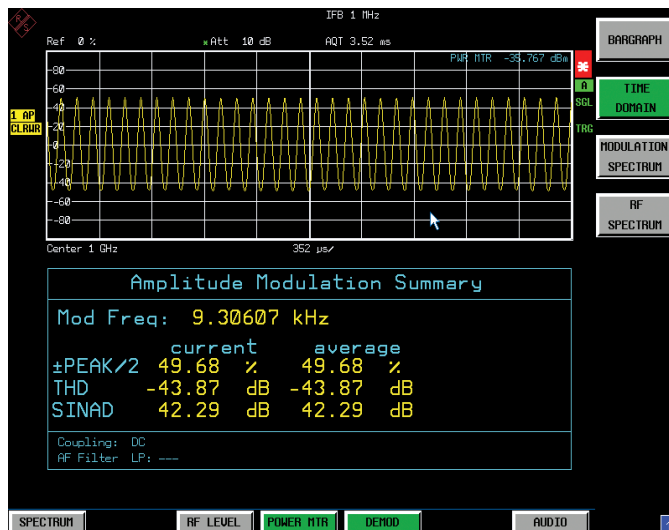 IFB 1 MHz
Ref 0 %
*Att 10 dB
AQT 3.52 ms
PWR MTR -35.767 dBm
80
60
40
20
0
-20
-40
-60
-80
1 AP
CLRWR
A
SGL
TRG
Center 1 GHz
352 µs/
Amplitude Modulation Summary
Mod Freq: 9.30607 kHz
current average
±PEAK/2 49.68 % 49.68 %
THD -43.87 dB -43.87 dB
SINAD 42.29 dB 42.29 dB
Coupling: DC
AF Filter LP: ---
BARGRAPH
TIME
DOMAIN
MODULATION
SPECTRUM
RF
SPECTRUM
SPECTRUM
RF LEVEL
POWER MTR
DEMOD
AUDIO